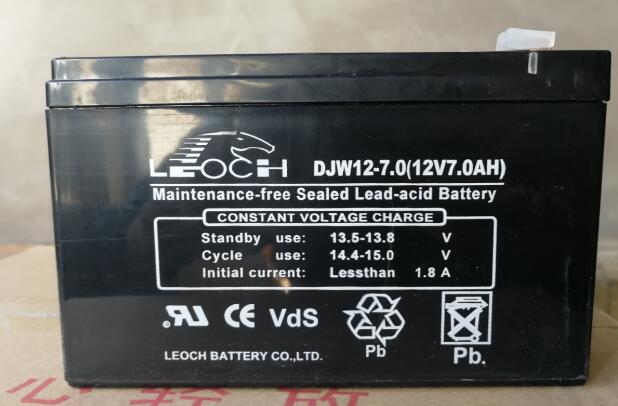 LEOCH DJW12-7.0(12V7.0AH)
Maintenance-free Sealed Lead-acid Battery
CONSTANT VOLTAGE CHARGE
Standby use: 13.5-13.8 V
Cycle use: 14.4-15.0 V
Initial current: Lessthan 1.8 A
CE VdS
Pb
Pb.
LEOCH BATTERY CO.,LTD.